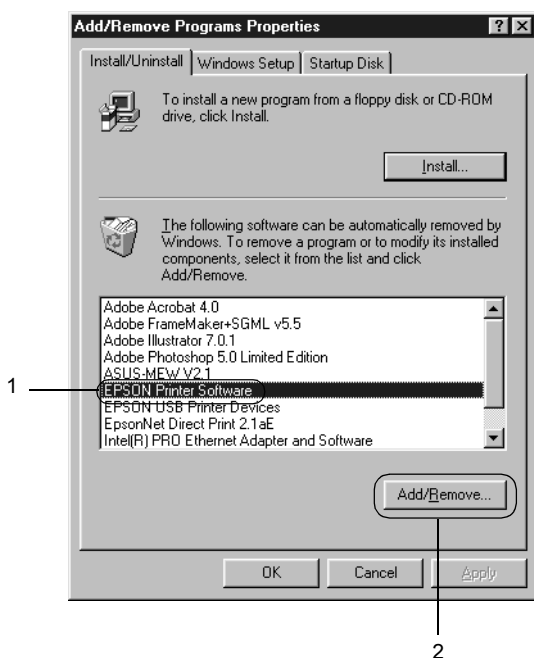 Add/Remove Programs Properties
Install/Uninstall
Windows Setup
Startup Disk
To install a new program from a floppy disk or CD-ROM
drive, click Install.
Install...
The following software can be automatically removed by
Windows. To remove a program or to modify its installed
components, select it from the list and click
Add/Remove.
Adobe Acrobat 4.0
Adobe FrameMaker+SGML v5.5
Adobe Illustrator 7.0.1
Adobe Photoshop 5.0 Limited Edition
ASUS-MEW V2.1
1
EPSON Printer Software
EPSON USB Printer Devices
EpsonNet Direct Print 2.1aE
Intel(R) PRO Ethernet Adapter and Software
Add/Remove...
OK
Cancel
Apply
2